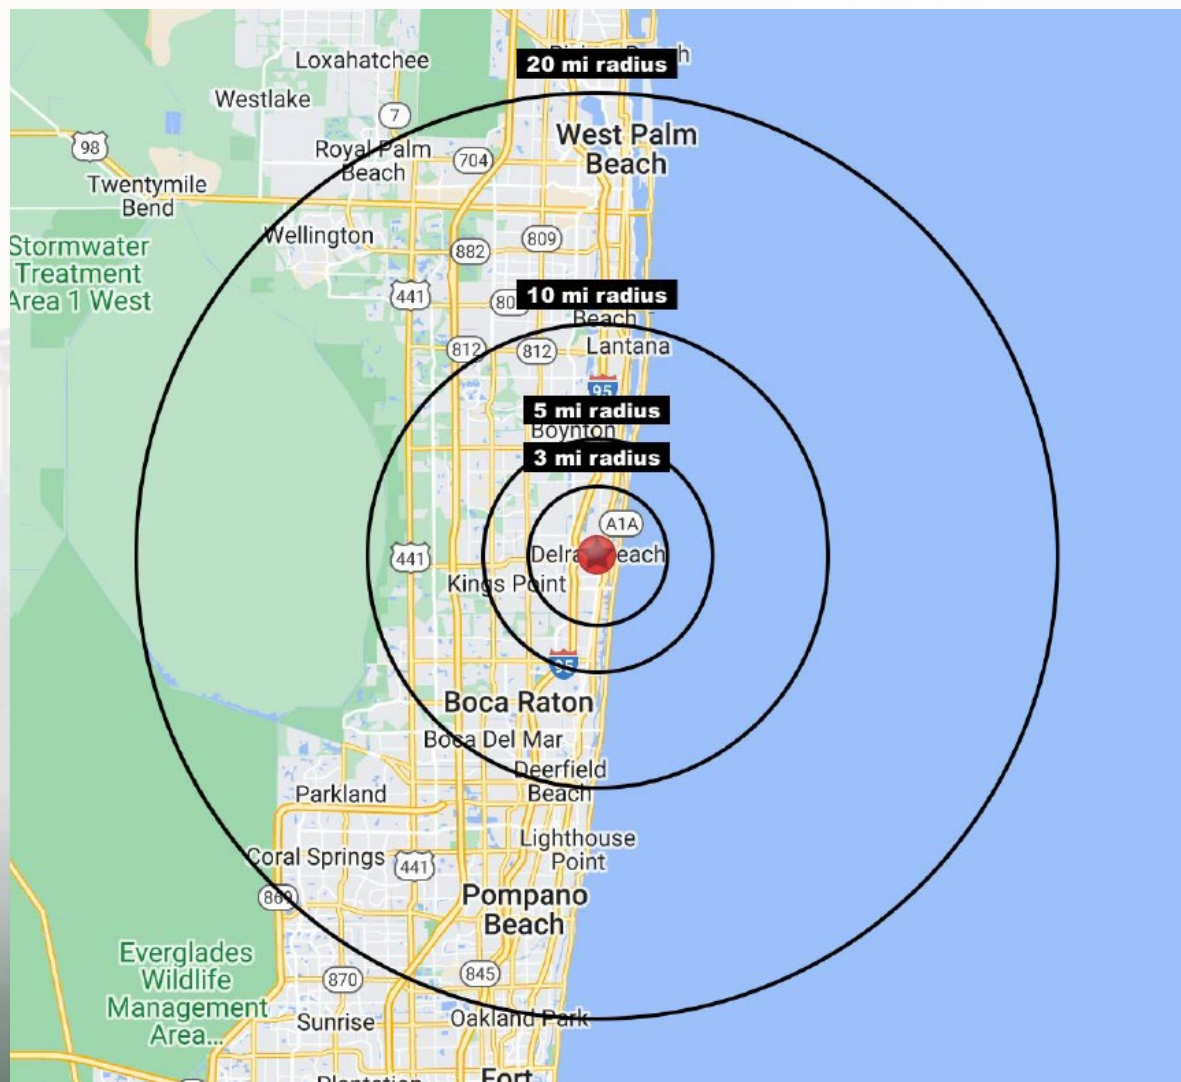 Loxahatchee
20 mi radius
Westlake
7
98
West Palm
Beach
Royal Palm
Beach
704
Twentymile
Bend
Wellington
809
882
Stormwater
Treatment
Area 1 West
441
10 mi radius
Beach
Lantana
812
812
95
5 mi radius
Boynton
3 mi radius
A1A
441
Kings Point
95
Boca Raton
Boca Del Mar
Deerfield
Beach
Parkland
Lighthouse
Point
Coral Springs
441
869
Pompano
Beach
Everglades
Wildlife
Management
Area...
870
845
Sunrise
Oakland Park
Plantation
Fort